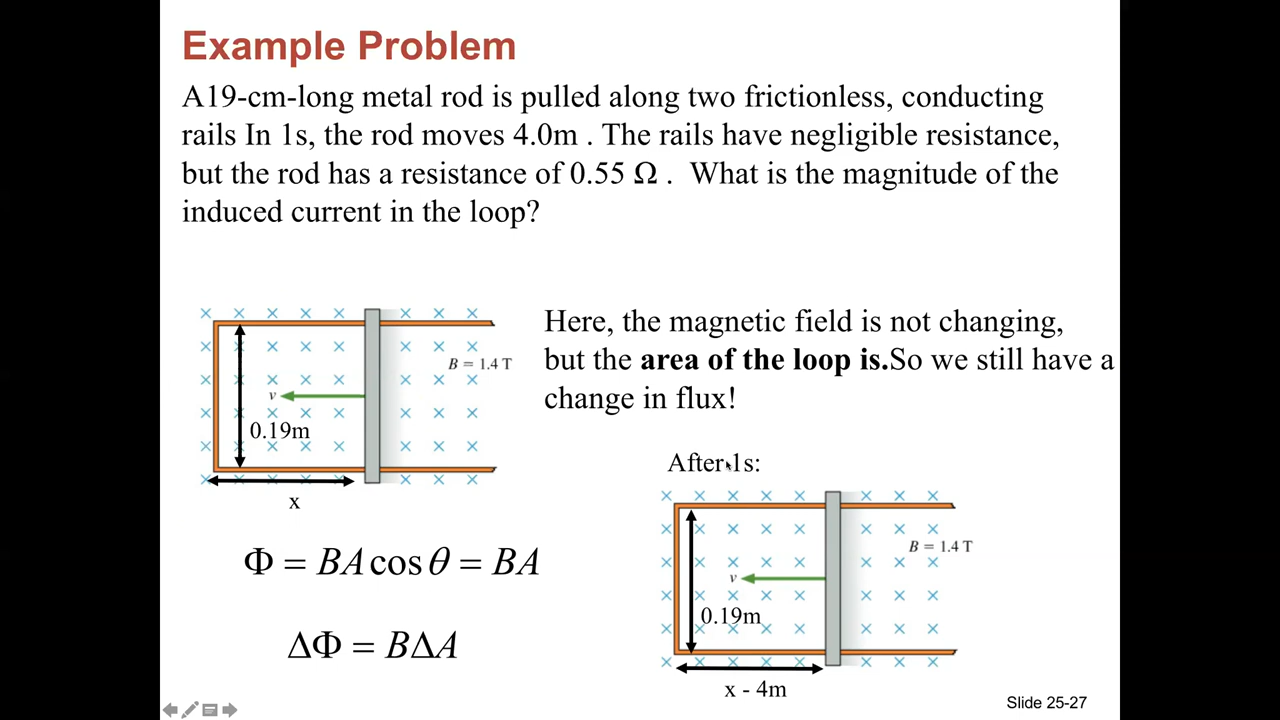 Example Problem
A19-cm-long metal rod is pulled along two frictionless, conducting
rails In 1s, the rod moves 4.0m . The rails have negligible resistance,
but the rod has a resistance of 0.55 Ω .  What is the magnitude of the
induced current in the loop?
Here, the magnetic field is not changing,
but the area of the loop is.So we still have a
change in flux!
B = 1.4 T
v
0.19m
x
After 1s:
Φ = BA cos θ = BA
ΔΦ = BΔA
B = 1.4 T
v
0.19m
x - 4m
Slide 25-27